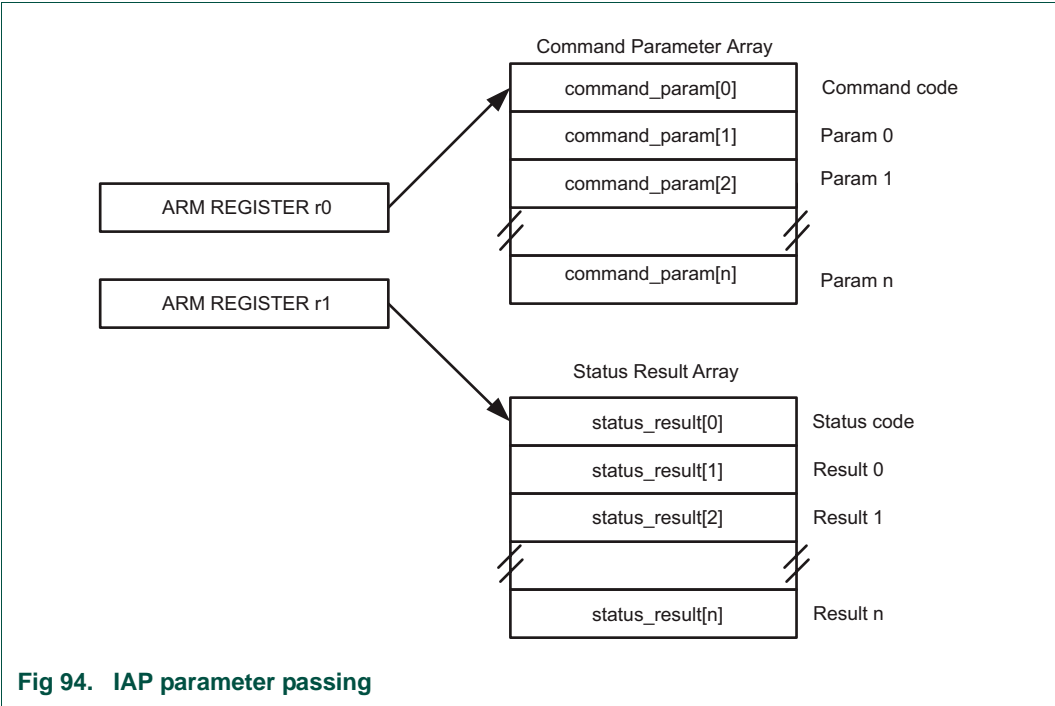 Command Parameter Array
command_param[0] Command code
command_param[1] Param 0
command_param[2] Param 1
ARM REGISTER r0
command_param[n] Param n
ARM REGISTER r1
Status Result Array
status_result[0] Status code
status_result[1] Result 0
status_result[2] Result 1
status_result[n] Result n
Fig 94. IAP parameter passing